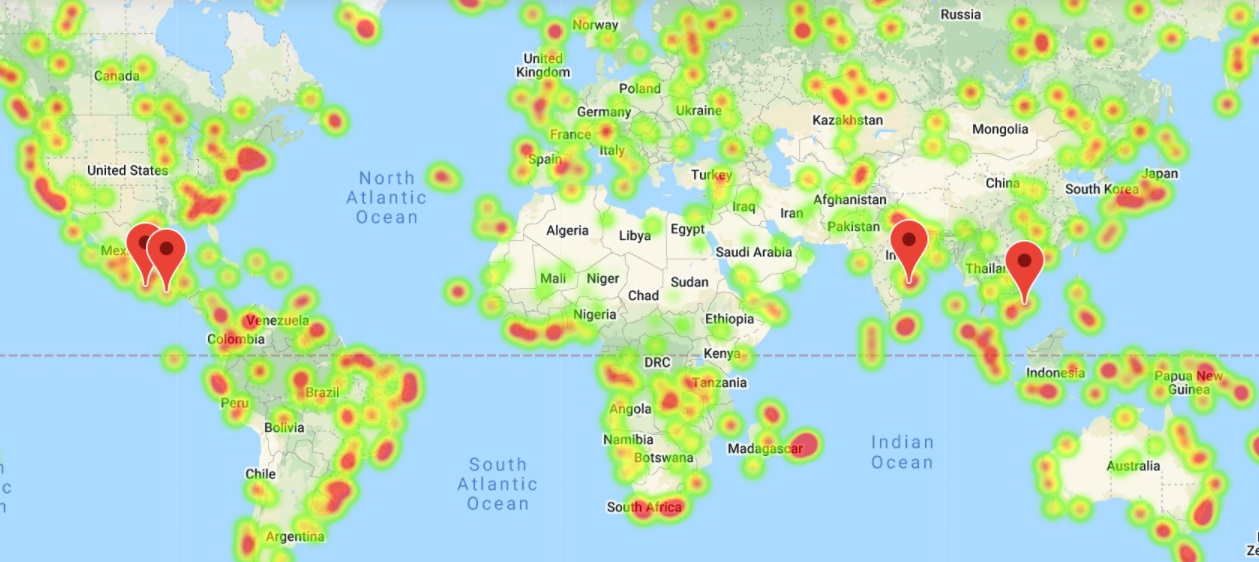 Russia
Norway
United
Kingdom
Canada
Poland
Germany
Ukraine
Kazakhstan
France
Mongolia
Italy
Spain
United States
North
Atlantic
Ocean
Turkey
China
Japan
South Korea
Afghanistan
Iraq
Iran
Pakistan
Algeria
Libya
Egypt
Saudi Arabia
Mali
Niger
Sudan
Chad
Nigeria
Ethiopia
Venezuela
Colombia
DRC
Kenya
Indonesia
Papua New
Guinea
Tanzania
Brazil
Peru
Angola
Bolivia
Namibia
Botswana
Madagascar
Indian
Ocean
Chile
South
Atlantic
Ocean
Australia
South Africa
Argentina